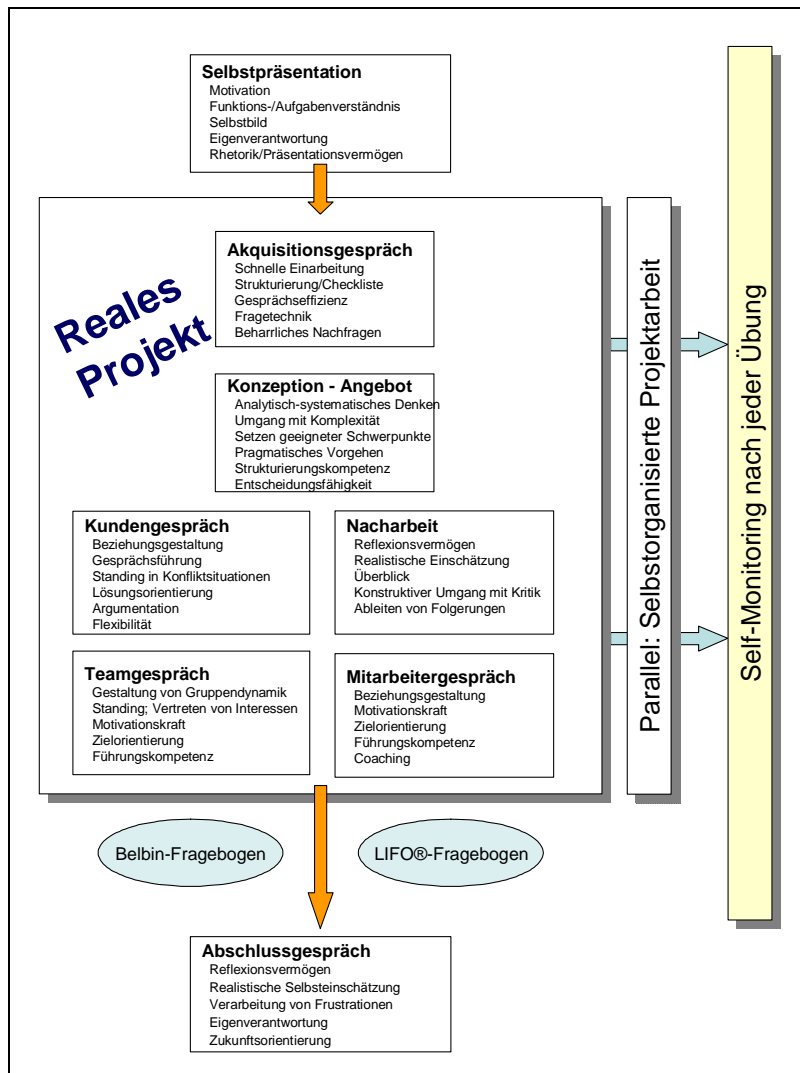 Selbstpräsentation
Motivation
Funktions-/Aufgabenverständnis
Selbstbild
Eigenverantwortung
Rhetorik/Präsentationsvermögen
Reales
Projekt
Akquisitionsgespräch
Schnelle Einarbeitung
Strukturierung/Checkliste
Gesprächseffizienz
Fragetechnik
Beharrliches Nachfragen
Konzeption - Angebot
Analytisch-systematisches Denken
Umgang mit Komplexität
Setzen geeigneter Schwerpunkte
Pragmatisches Vorgehen
Strukturierungskompetenz
Entscheidungsfähigkeit
Kundengespräch
Beziehungsgestaltung
Gesprächsführung
Standing in Konfliktsituationen
Lösungsorientierung
Argumentation
Flexibilität
Nacharbeit
Reflexionsvermögen
Realistische Einschätzung
Überblick
Konstruktiver Umgang mit Kritik
Ableiten von Folgerungen
Teamgespräch
Gestaltung von Gruppendynamik
Standing; Vertreten von Interessen
Motivationskraft
Zielorientierung
Führungskompetenz
Mitarbeitergespräch
Beziehungsgestaltung
Motivationskraft
Zielorientierung
Führungskompetenz
Coaching
Parallel: Selbstorganisierte Projektarbeit
Self-Monitoring nach jeder Übung
Belbin-Fragebogen
LIFO®-Fragebogen
Abschlussgespräch
Reflexionsvermögen
Realistische Selbsteinschätzung
Verarbeitung von Frustrationen
Eigenverantwortung
Zukunftsorientierung